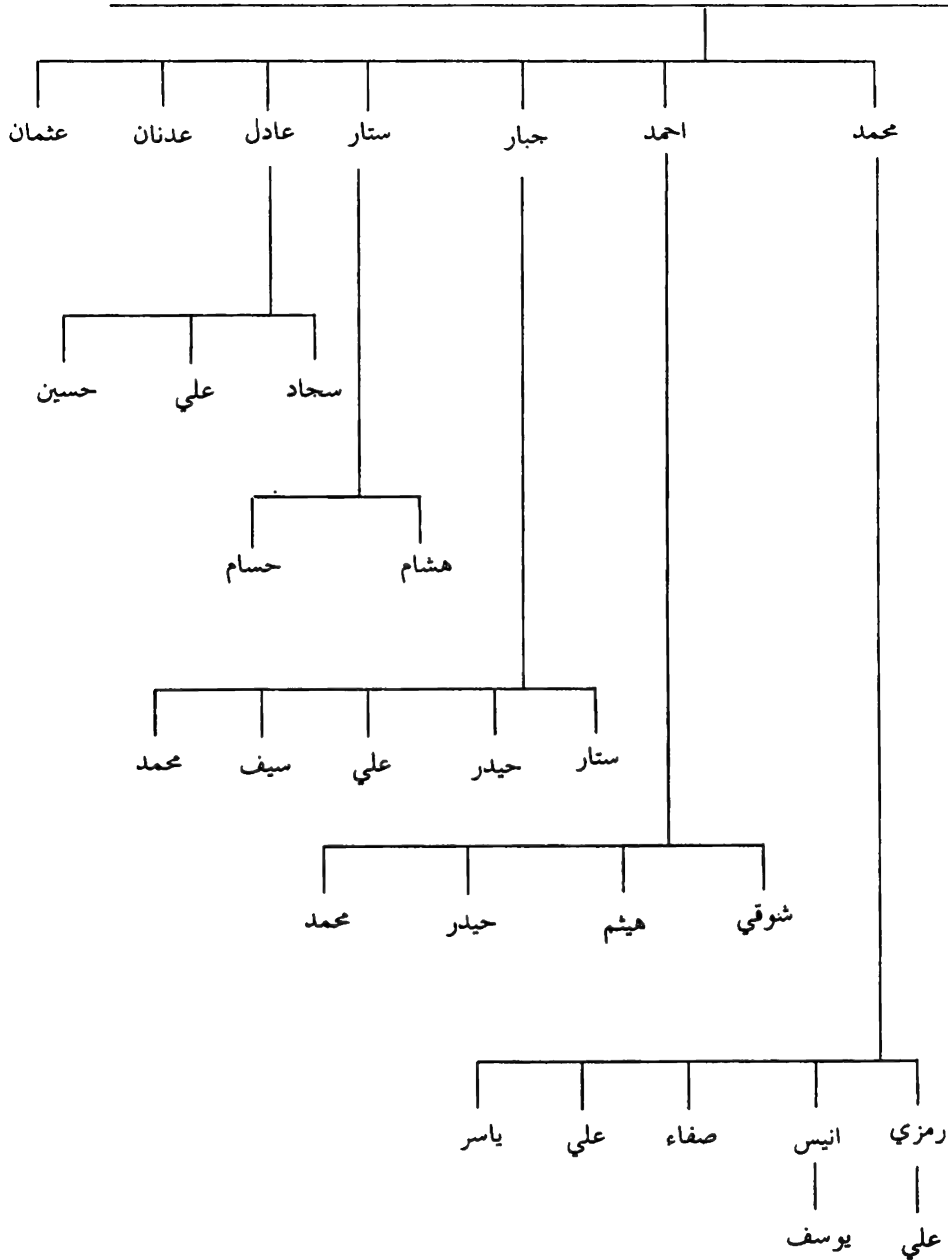 محمد احمد جبار ستار عادل عدنان عثمان
سجاد علي حسين
هشام حسام
ستار حيدر علي سيف محمد
شنوقي هيثم حيدر محمد
رمزي انيس صفاء علي ياسر
علي يوسف